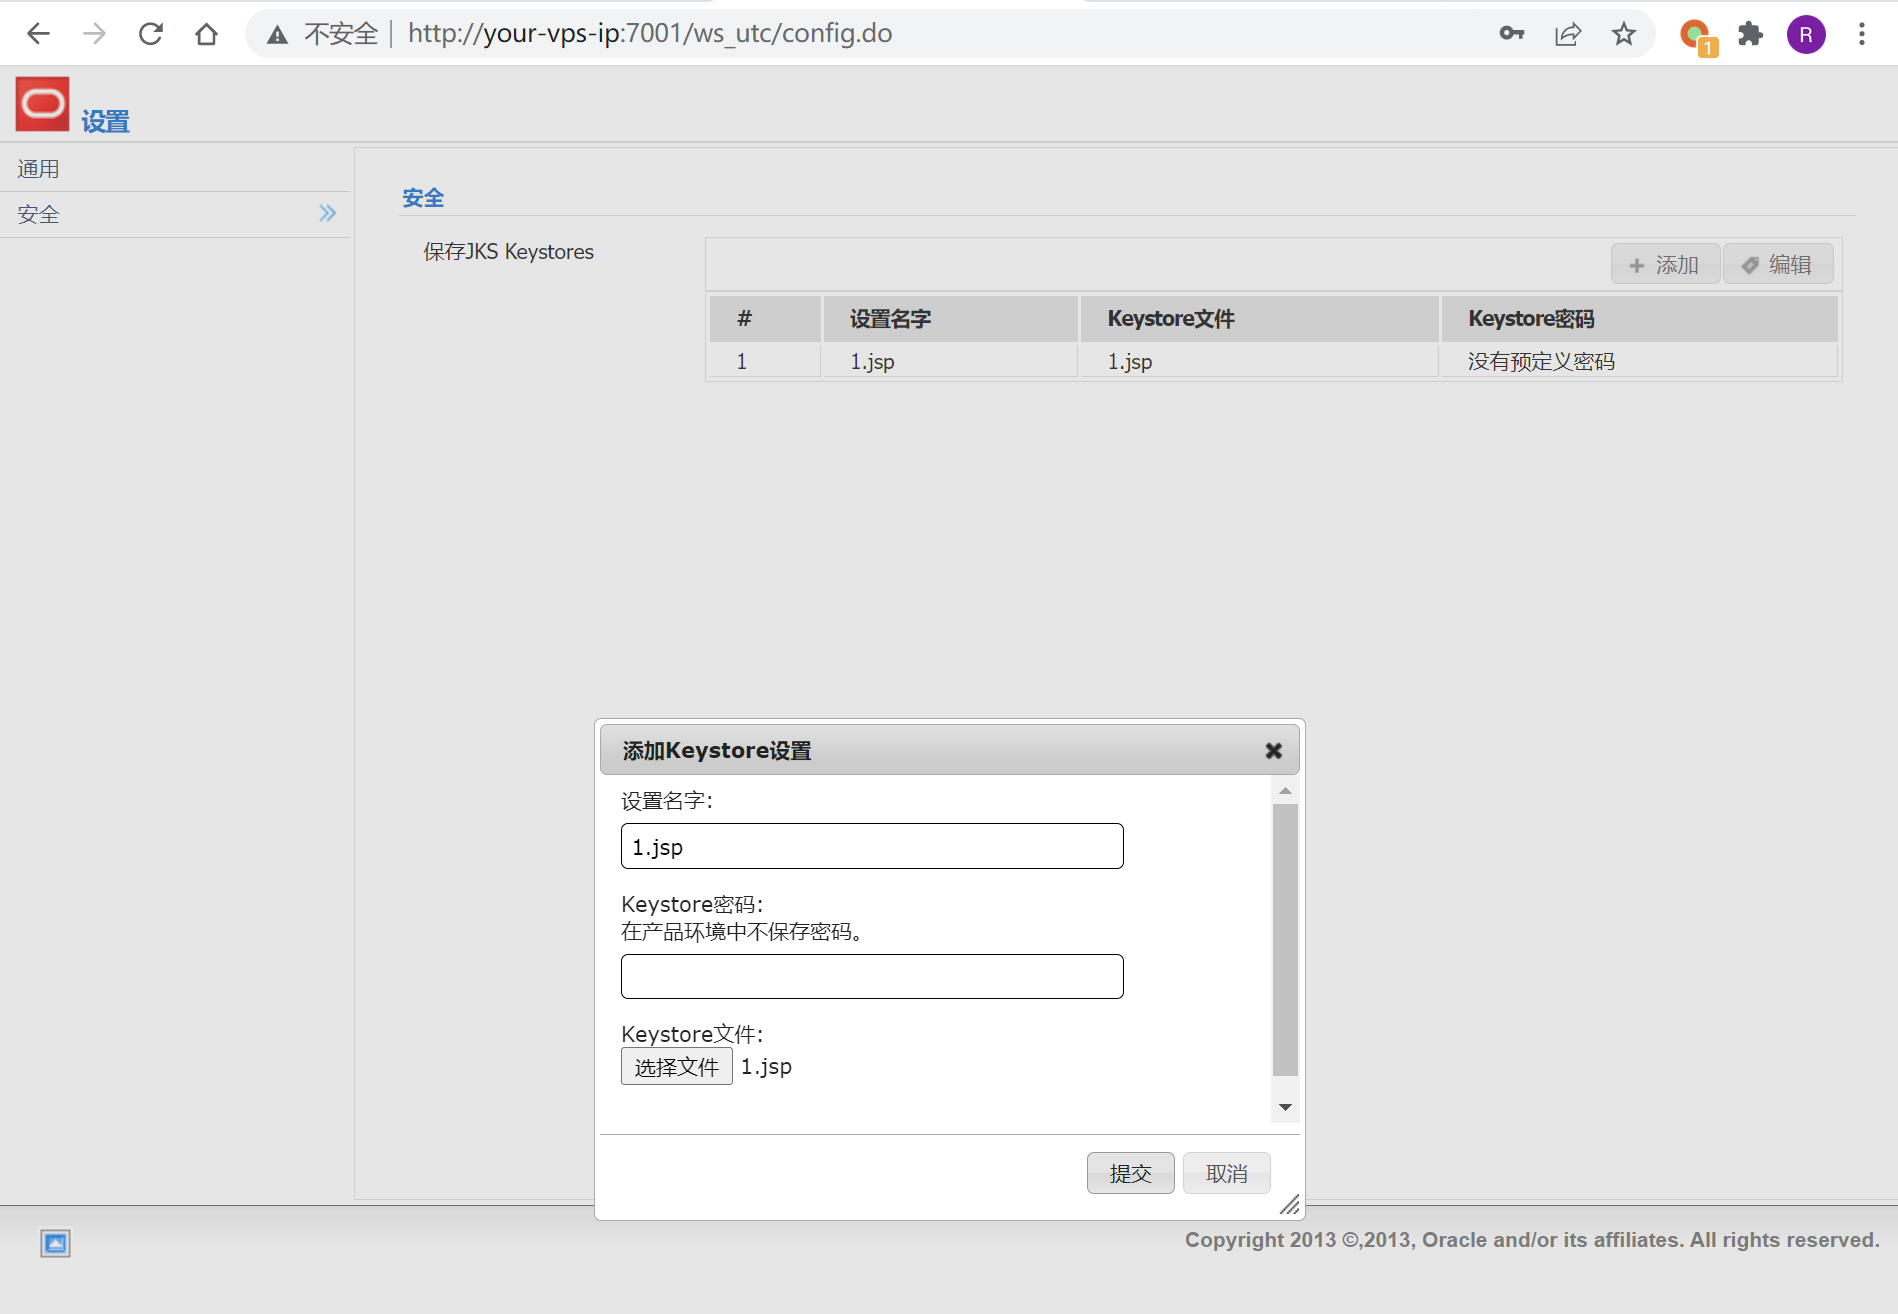 不安全 http://your-vps-ip:7001/ws_utc/config.do
1
R
设置
通用
安全
安全
保存JKS Keystores
添加 编辑
# 设置名字 Keystore文件 Keystore密码
1 1.jsp 1.jsp 没有预定义密码
添加Keystore设置
设置名字:
1.jsp
Keystore密码:
在产品环境中不保存密码。
Keystore文件:
选择文件 1.jsp
提交 取消
Copyright 2013 ©,2013, Oracle and/or its affiliates. All rights reserved.